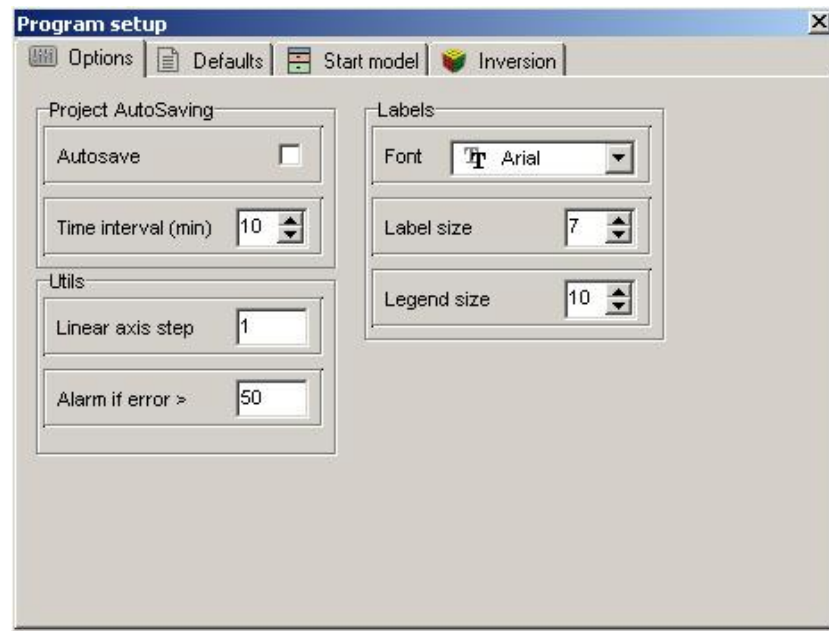 Program setup
Options Defaults Start model Inversion
Project AutoSaving
Autosave
Time interval (min) 10
Utils
Linear axis step 1
Alarm if error > 50
Labels
Font Arial
Label size 7
Legend size 10